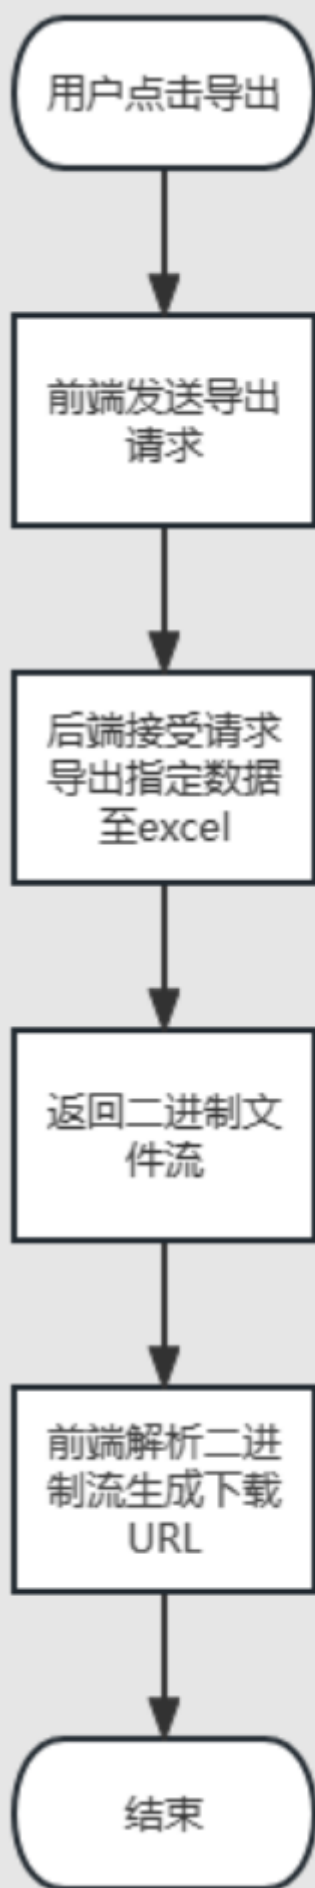 用户点击导出
前端发送导出
请求
后端接受请求
导出指定数据
至excel
返回二进制文
件流
前端解析二进
制流生成下载
URL
结束